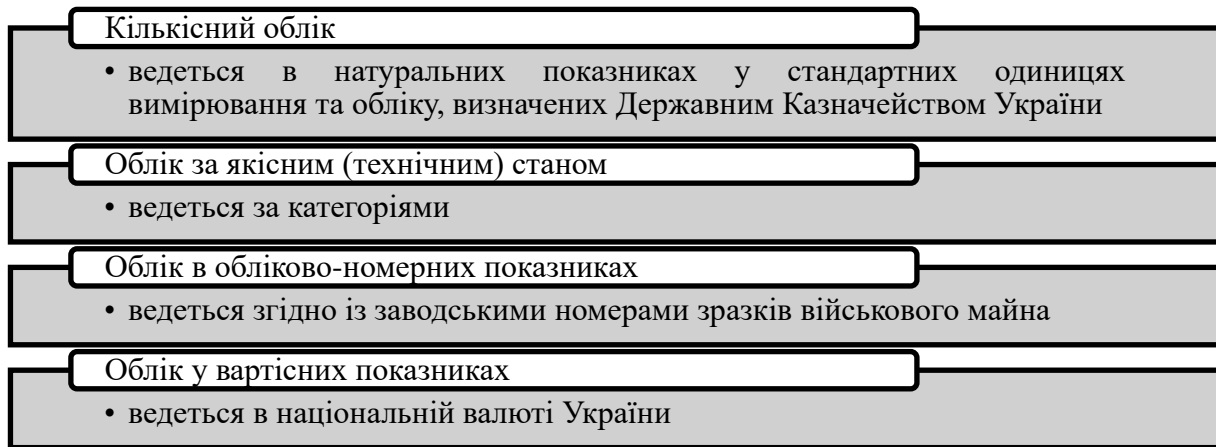 Кількісний облік
• ведеться в натуральних показниках у стандартних одиницях
вимірювання та обліку, визначених Державним Казначейством України
Облік за якісним (технічним) станом
• ведеться за категоріями
Облік в обліково-номерних показниках
• ведеться згідно із заводськими номерами зразків військового майна
Облік у вартісних показниках
• ведеться в національній валюті України